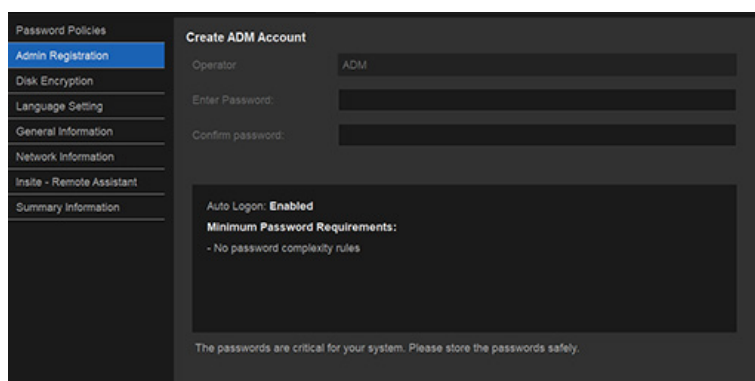 Password Policies
Admin Registration
Disk Encryption
Language Setting
General Information
Network Information
Insite - Remote Assistant
Summary Information
Create ADM Account
Operator
ADM
Enter Password:
Confirm password:
Auto Logon: Enabled
Minimum Password Requirements:
- No password complexity rules
The passwords are critical for your system. Please store the passwords safely.